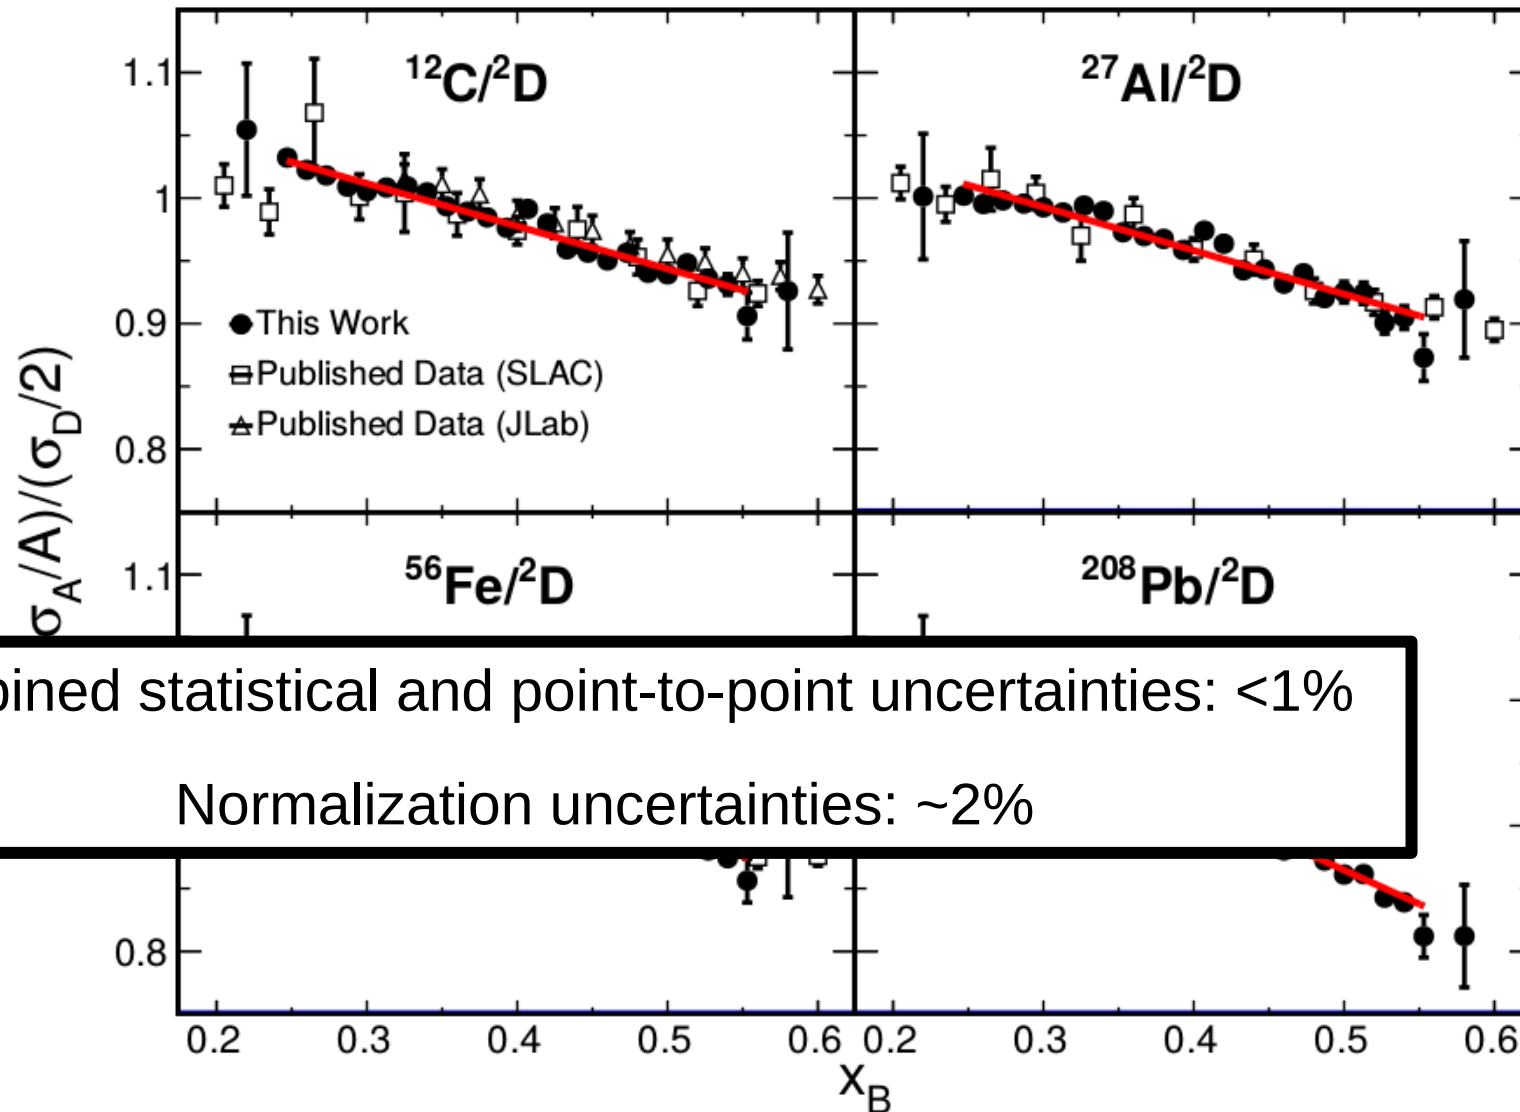 ¹²C/²D
²⁷Al/²D
1.1
1
0.9
0.8
This Work
Published Data (SLAC)
Published Data (JLab)
σ_A/A)/(σ_D/2)
⁵⁶Fe/²D
²⁰⁸Pb/²D
1.1
statistical and point-to-point uncertainties: <1%
Normalization uncertainties: ~2%
0.8
0.2 0.3 0.4 0.5 0.6 0.2 0.3 0.4 0.5 0.6
x_B